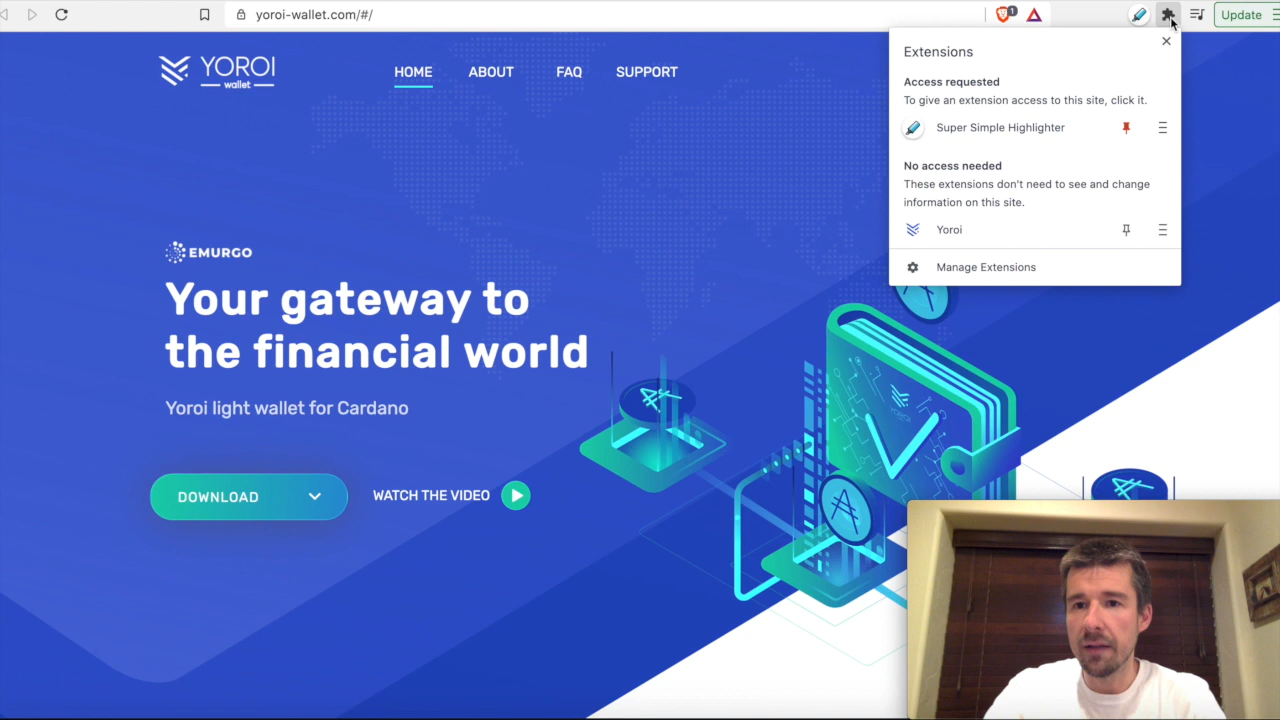 yoroi-wallet.com/#/
1
Update
YOROI
wallet
HOME
ABOUT
FAQ
SUPPORT
Extensions
Access requested
To give an extension access to this site, click it.
Super Simple Highlighter
No access needed
These extensions don't need to see and change
information on this site.
Yoroi
Manage Extensions
EMURGO
Your gateway to
the financial world
Yoroi light wallet for Cardano
DOWNLOAD
WATCH THE VIDEO